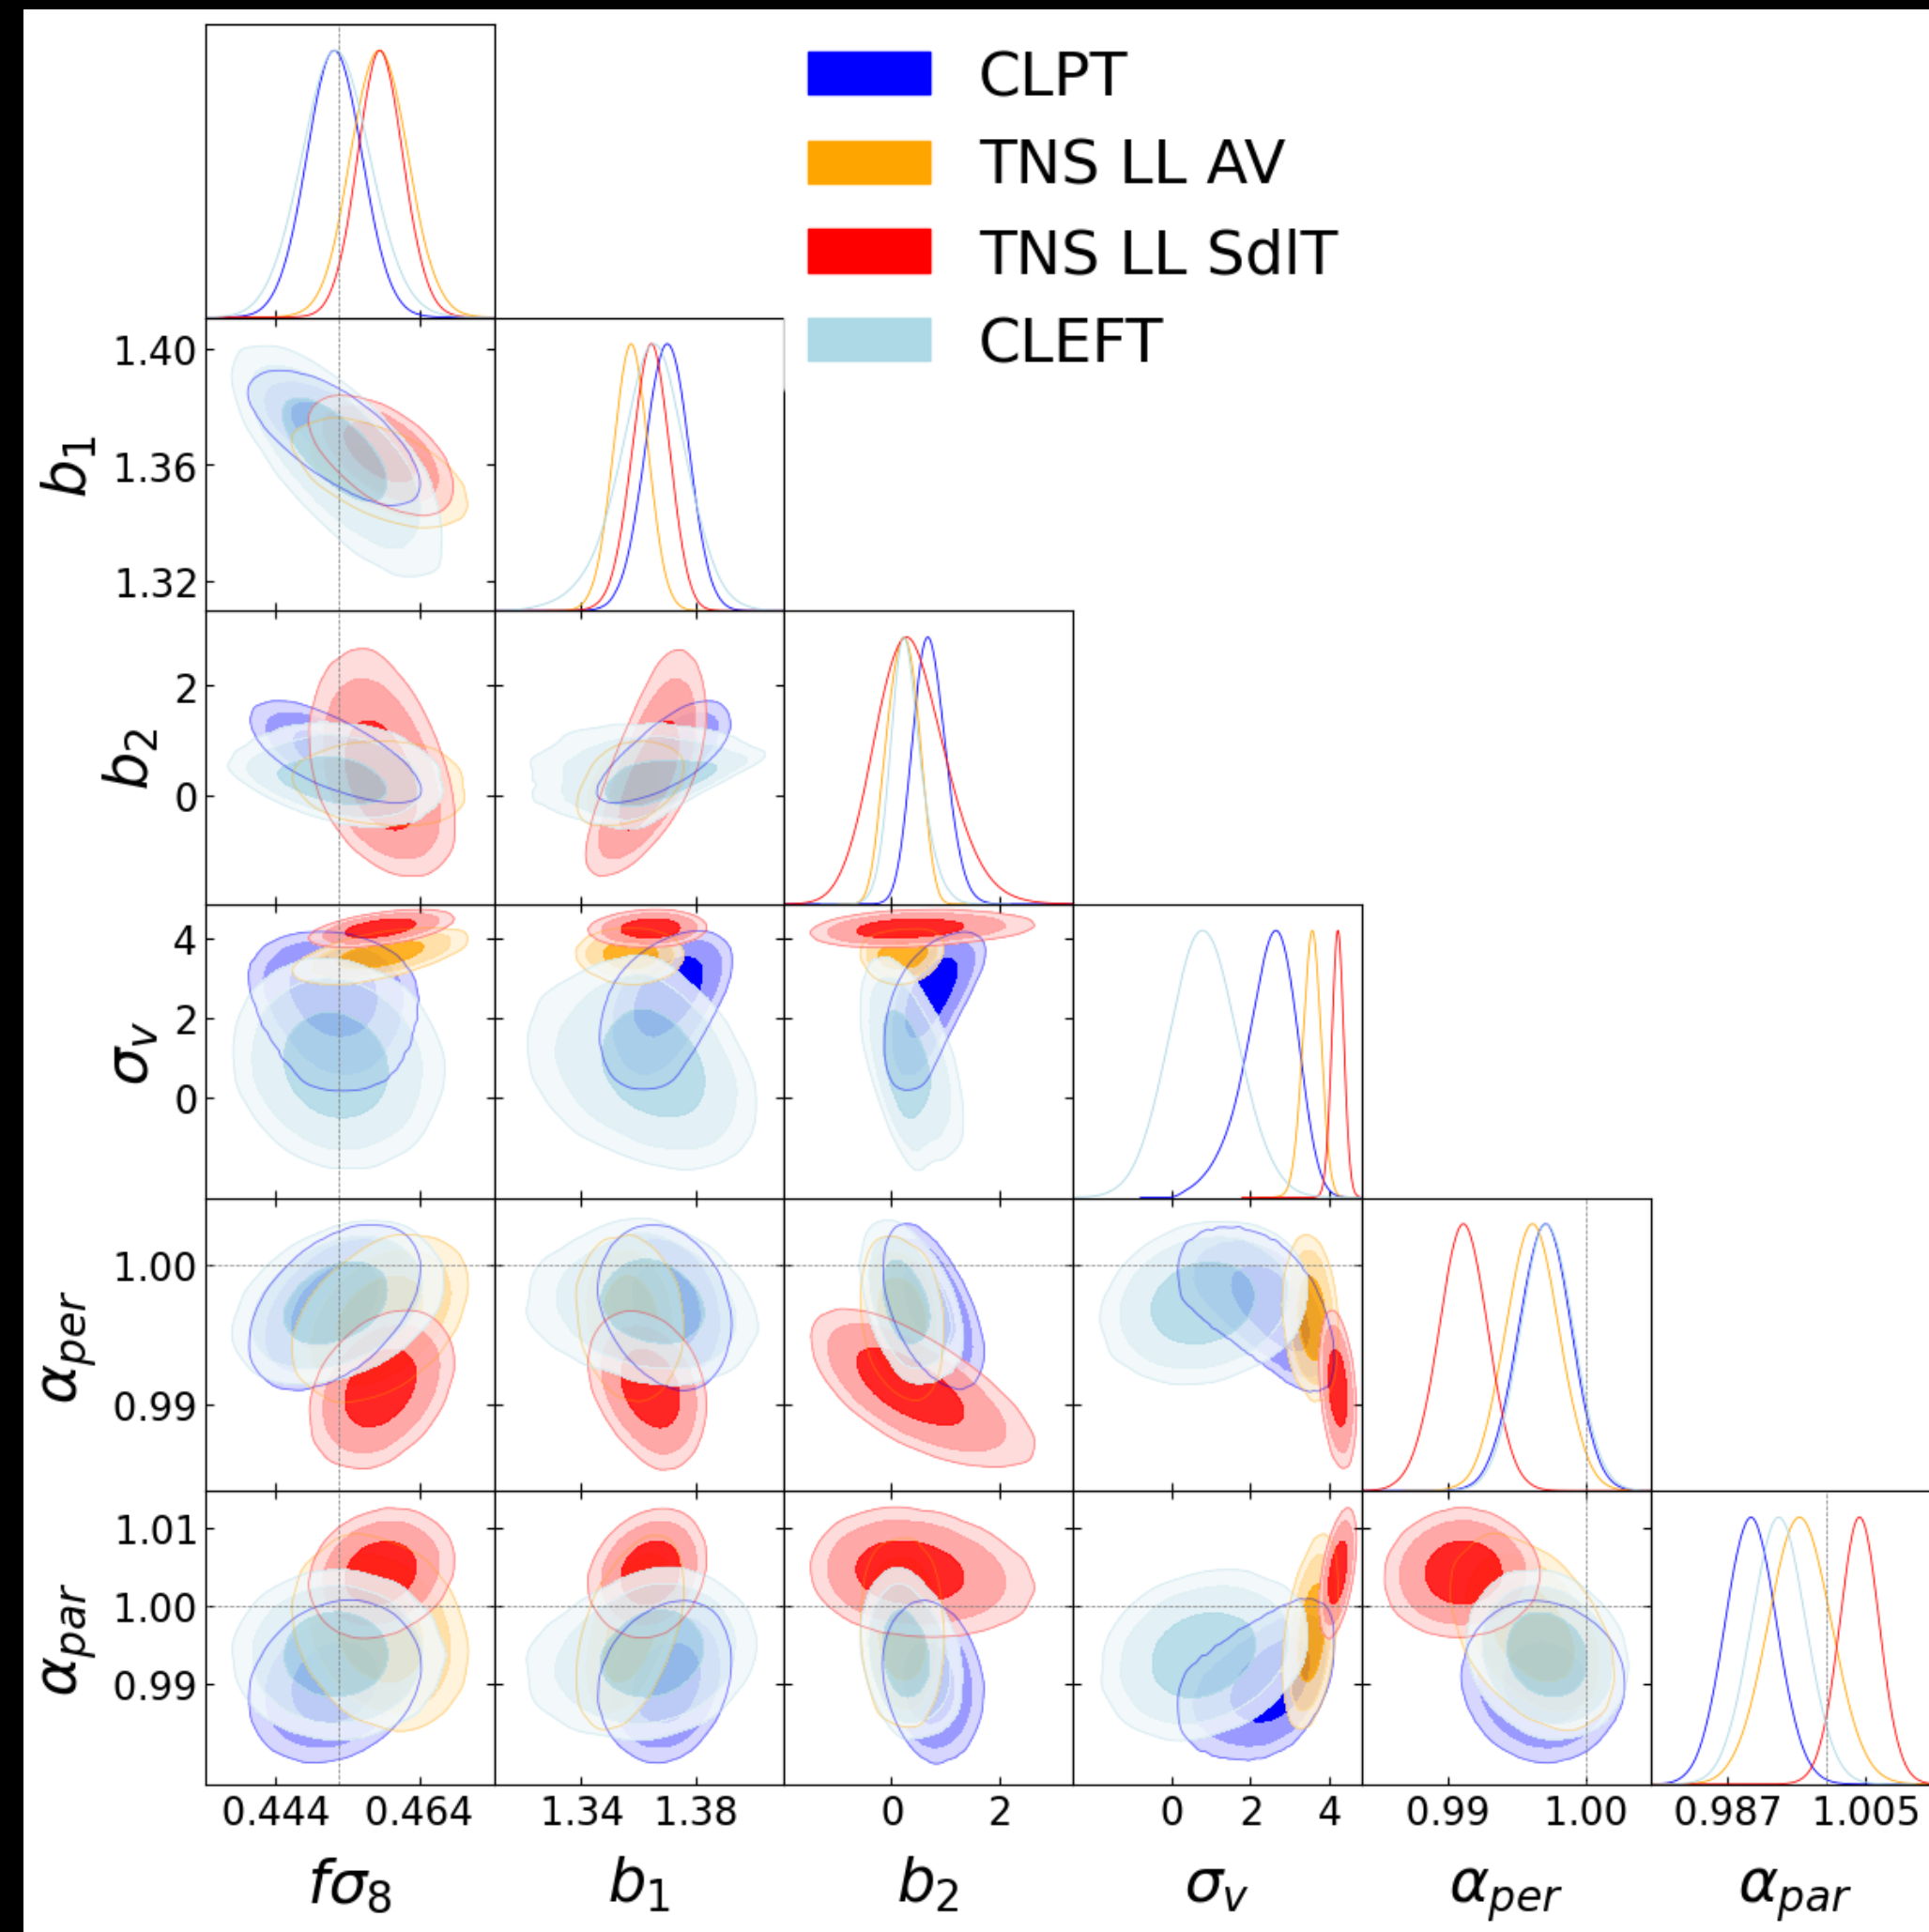 CLPT
TNS LL AV
TNS LL SdlT
CLEFT
1.40
b1
1.36
1.32
2
b2
0
4
σv
2
0
1.00
αper
0.99
1.01
αpar
1.00
0.99
0.444 0.464 1.34 1.38 0 2 0 2 4 0.99 1.00 0.987 1.005
fσ8 b1 b2 σv αper αpar